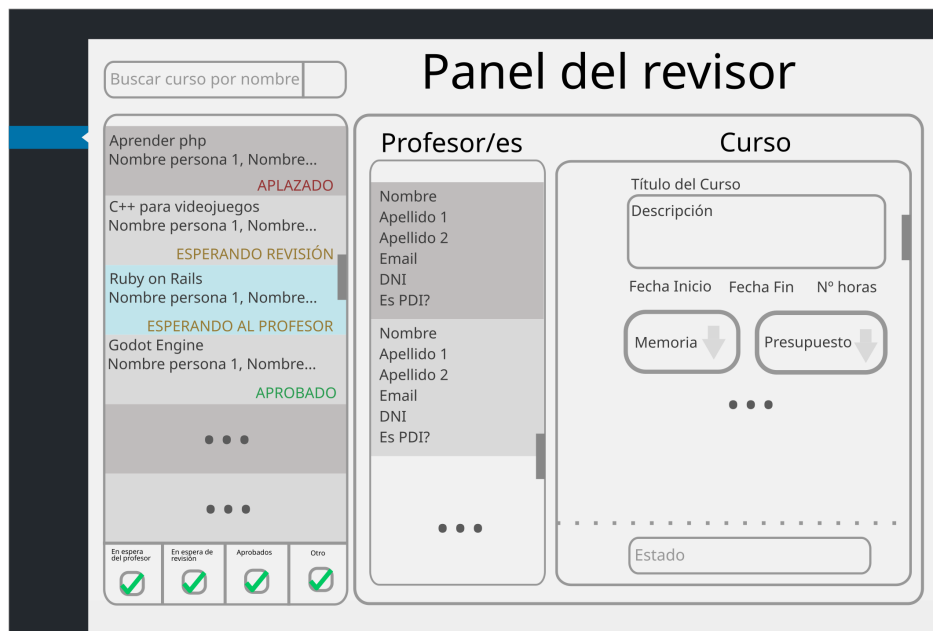 Panel del revisor
Buscar curso por nombre
Aprender php
Nombre persona 1, Nombre...
APLAZADO
C++ para videojuegos
Nombre persona 1, Nombre...
ESPERANDO REVISIÓN
Ruby on Rails
Nombre persona 1, Nombre...
ESPERANDO AL PROFESOR
Godot Engine
Nombre persona 1, Nombre...
APROBADO
En espera
del profesor
En espera de
revisión
Aprobados
Otro
Profesor/es
Nombre
Apellido 1
Apellido 2
Email
DNI
Es PDI?
Nombre
Apellido 1
Apellido 2
Email
DNI
Es PDI?
Curso
Título del Curso
Descripción
Fecha Inicio Fecha Fin Nº horas
Memoria Presupuesto
Estado